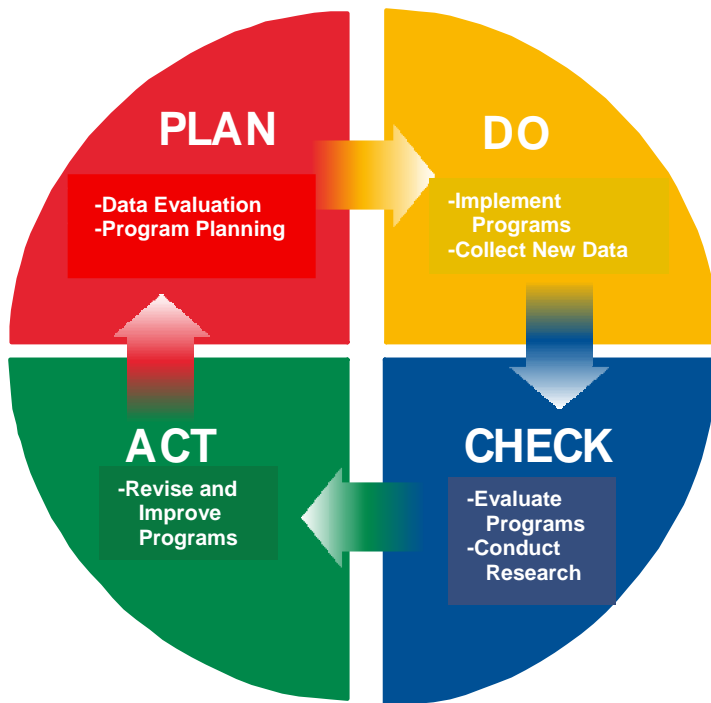 PLAN
-Data Evaluation
-Program Planning
DO
-Implement
Programs
-Collect New Data
CHECK
-Evaluate
Programs
-Conduct
Research
ACT
-Revise and
Improve
Programs